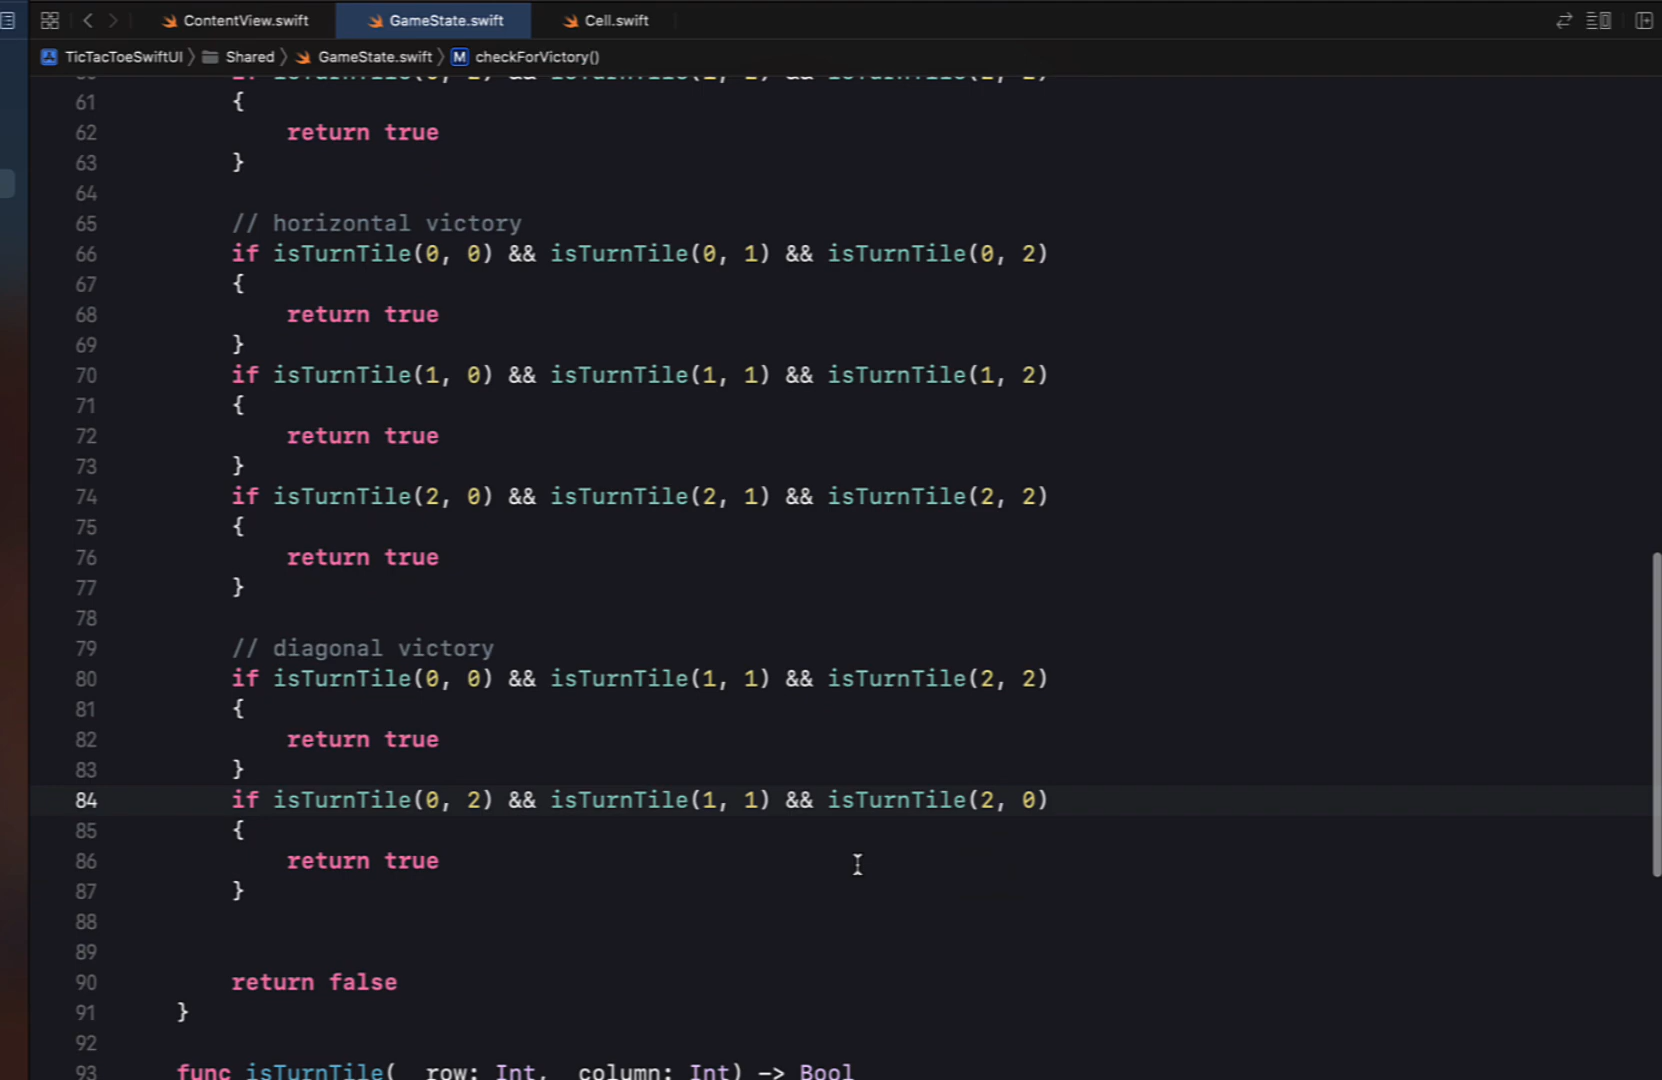 ContentView.swift GameState.swift Cell.swift
TicTacToeSwiftUI Shared GameState.swift M checkForVictory()
61 {
62 return true
63 }
64
65 // horizontal victory
66 if isTurnTile(0, 0) && isTurnTile(0, 1) && isTurnTile(0, 2)
67 {
68 return true
69 }
70 if isTurnTile(1, 0) && isTurnTile(1, 1) && isTurnTile(1, 2)
71 {
72 return true
73 }
74 if isTurnTile(2, 0) && isTurnTile(2, 1) && isTurnTile(2, 2)
75 {
76 return true
77 }
78
79 // diagonal victory
80 if isTurnTile(0, 0) && isTurnTile(1, 1) && isTurnTile(2, 2)
81 {
82 return true
83 }
84 if isTurnTile(0, 2) && isTurnTile(1, 1) && isTurnTile(2, 0)
85 {
86 return true
87 }
88
89
90 return false
91 }
92
93 func isTurnTile(_ row: Int, _ column: Int) -> Bool